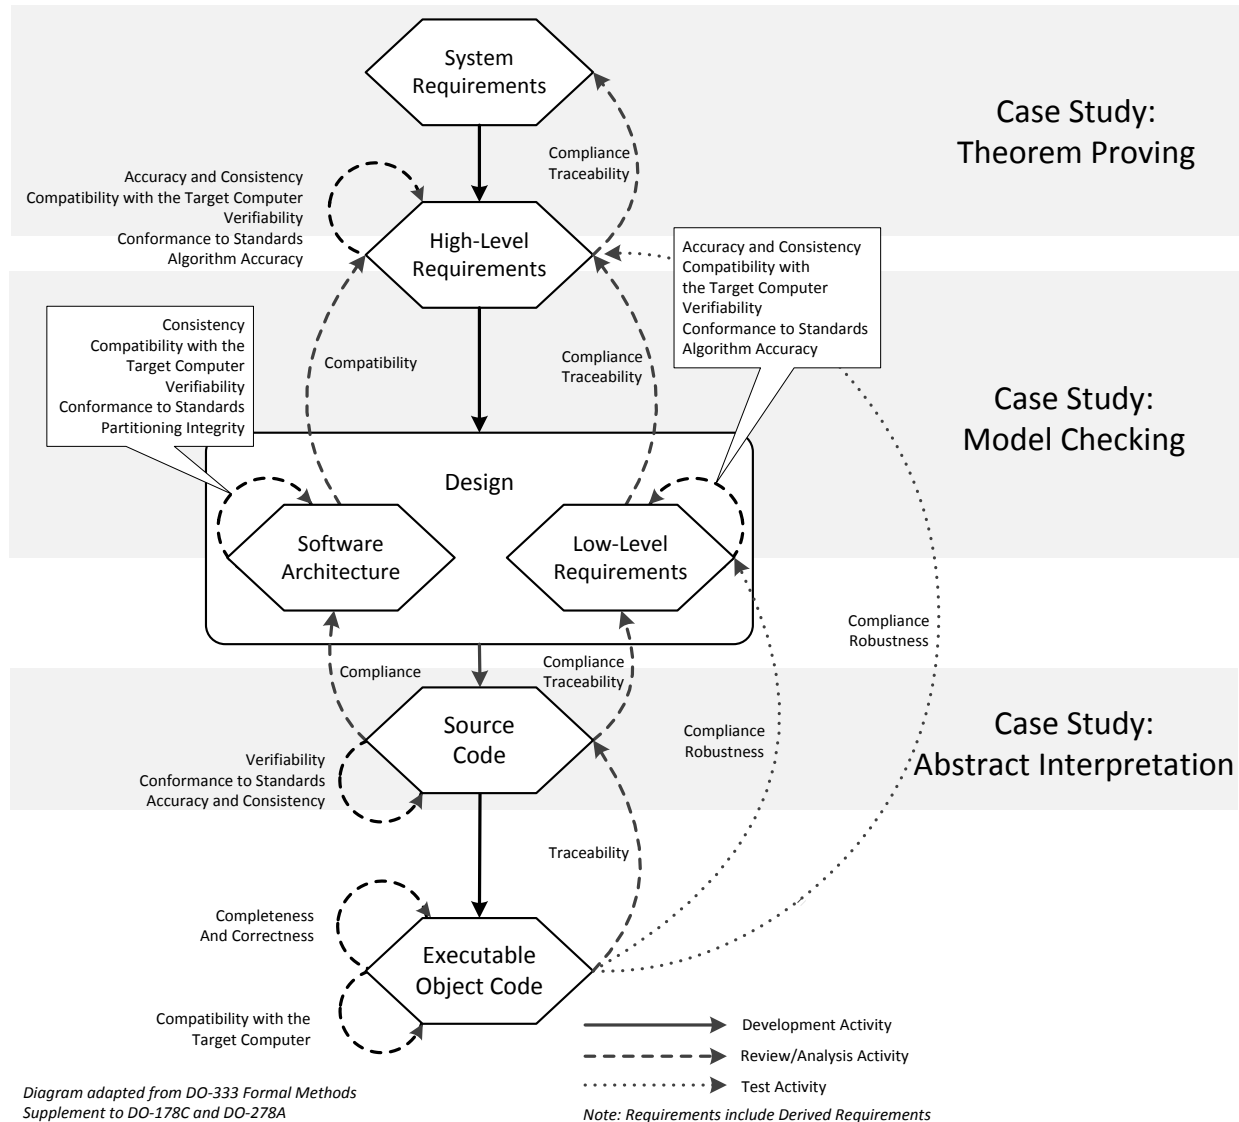 System
Requirements
Case Study:
Theorem Proving
Compliance
Traceability
Accuracy and Consistency
Compatibility with the Target Computer
Verifiability
Conformance to Standards
Algorithm Accuracy
High-Level
Requirements
Accuracy and Consistency
Compatibility with
the Target Computer
Verifiability
Conformance to Standards
Algorithm Accuracy
Consistency
Compatibility with the
Target Computer
Verifiability
Conformance to Standards
Partitioning Integrity
Compatibility
Compliance
Traceability
Case Study:
Model Checking
Design
Software
Architecture
Low-Level
Requirements
Compliance
Robustness
Compliance
Compliance
Traceability
Source
Code
Compliance
Robustness
Case Study:
Abstract Interpretation
Verifiability
Conformance to Standards
Accuracy and Consistency
Traceability
Completeness
And Correctness
Executable
Object Code
Compatibility with the
Target Computer
Development Activity
Review/Analysis Activity
Test Activity
Diagram adapted from DO-333 Formal Methods
Supplement to DO-178C and DO-278A
Note: Requirements include Derived Requirements